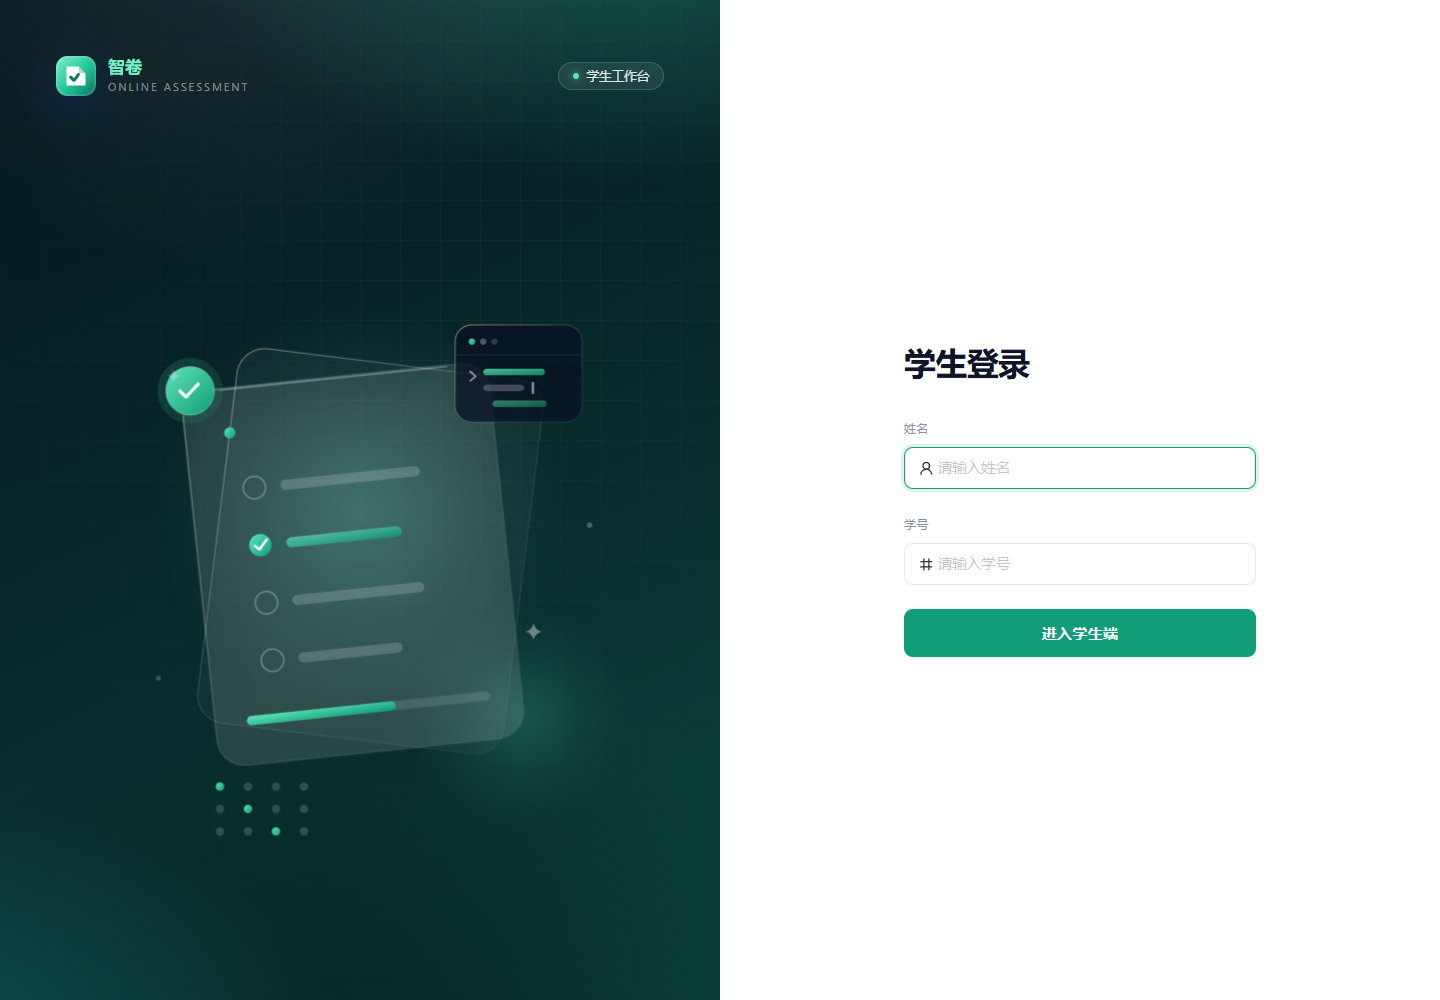 智卷
ONLINE ASSESSMENT
学生工作台
学生登录
姓名
请输入姓名
学号
请输入学号
进入学生端